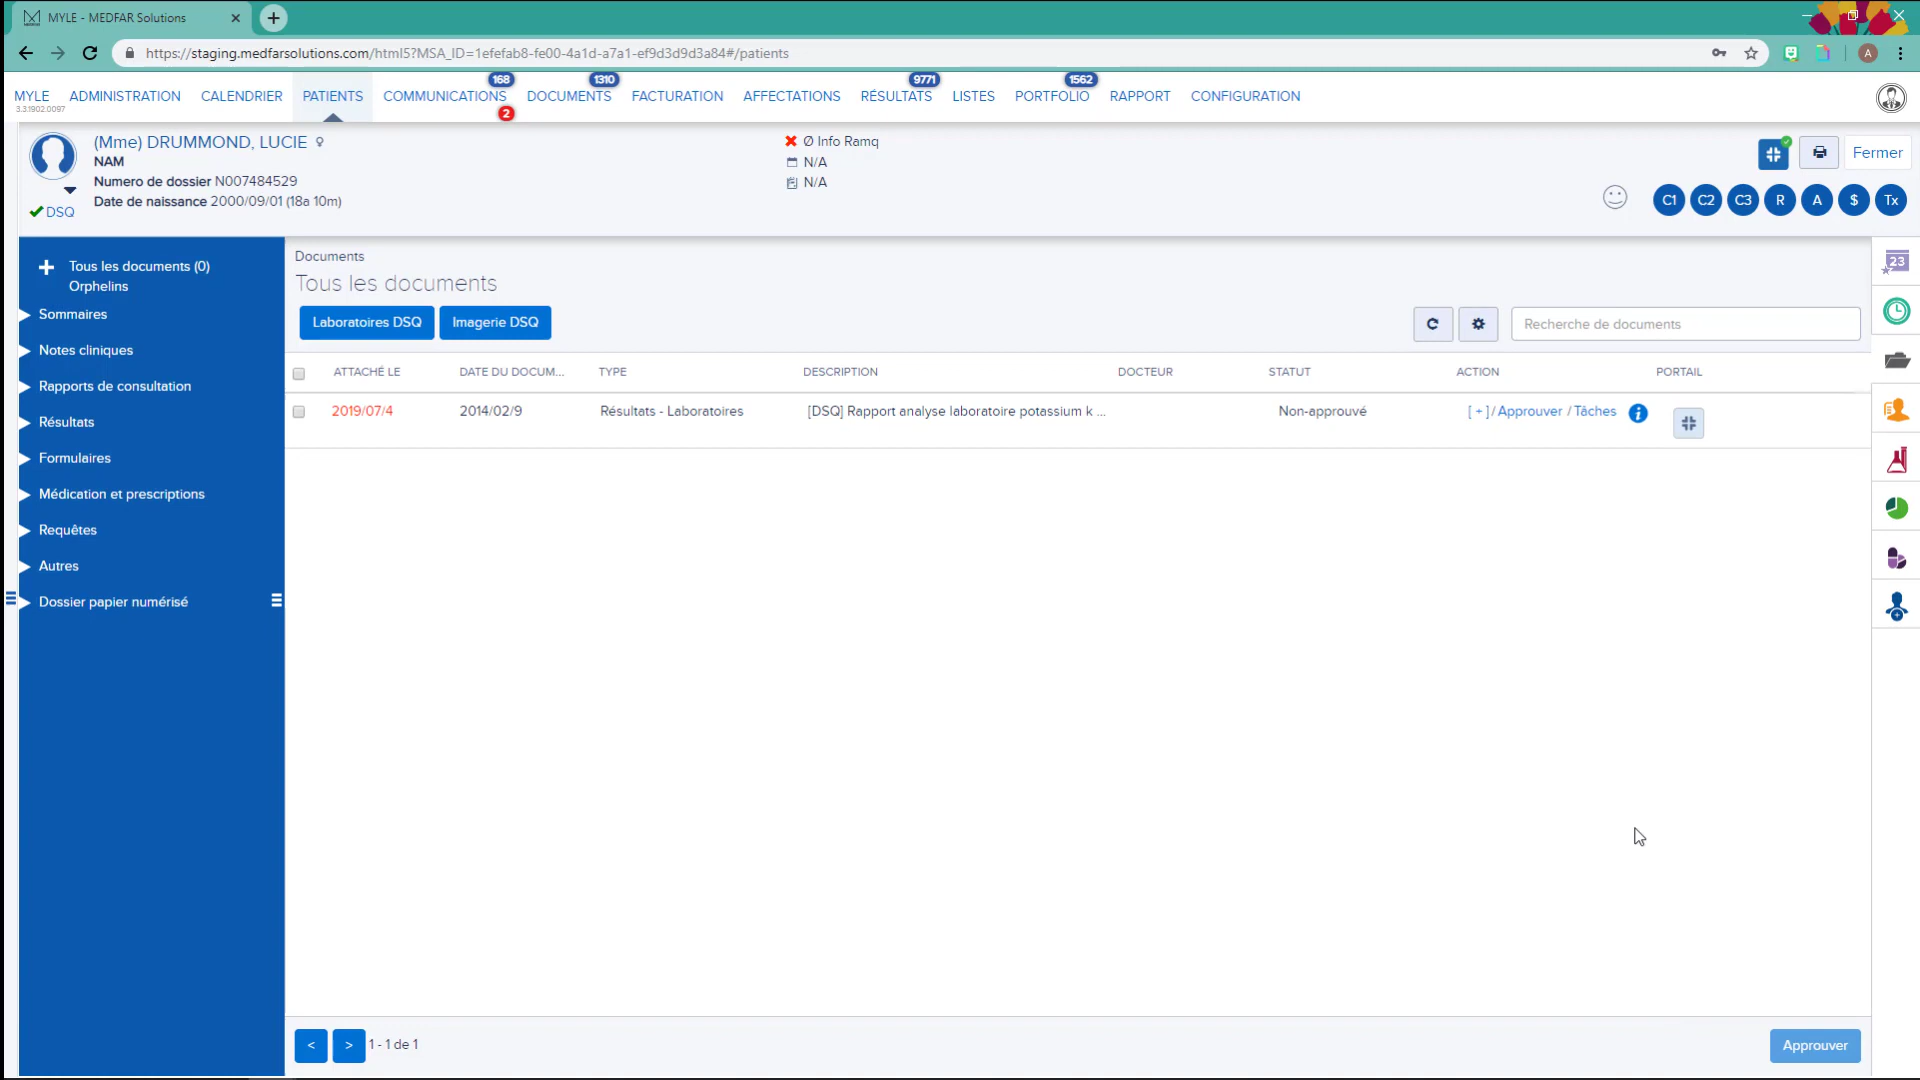 MYLE - MEDFAR Solutions
https://staging.medfarsolutions.com/html5?MSA_ID=1efefab8-fe00-4a1d-a7a1-ef9d3d9d3a84#/patients
A
168 1310 9771 1562
MYLE ADMINISTRATION CALENDRIER PATIENTS COMMUNICATIONS DOCUMENTS FACTURATION AFFECTATIONS RÉSULTATS LISTES PORTFOLIO RAPPORT CONFIGURATION
3.3.1902.0097
2
(Mme) DRUMMOND, LUCIE ♀
NAM
Numero de dossier N007484529
Date de naissance 2000/09/01 (18a 10m)
DSQ
Ø Info Ramq
N/A
N/A
Fermer
C1 C2 C3 R A $ Tx
Tous les documents (0)
Orphelins
Sommaires
Notes cliniques
Rapports de consultation
Résultats
Formulaires
Médication et prescriptions
Requêtes
Autres
Dossier papier numérisé
Documents
Tous les documents
Laboratoires DSQ Imagerie DSQ
Recherche de documents
ATTACHÉ LE DATE DU DOCUM... TYPE DESCRIPTION DOCTEUR STATUT ACTION PORTAIL
2019/07/4 2014/02/9 Résultats - Laboratoires [DSQ] Rapport analyse laboratoire potassium k ... Non-approuvé [ + ] / Approuver / Tâches
23
< > 1 - 1 de 1
Approuver